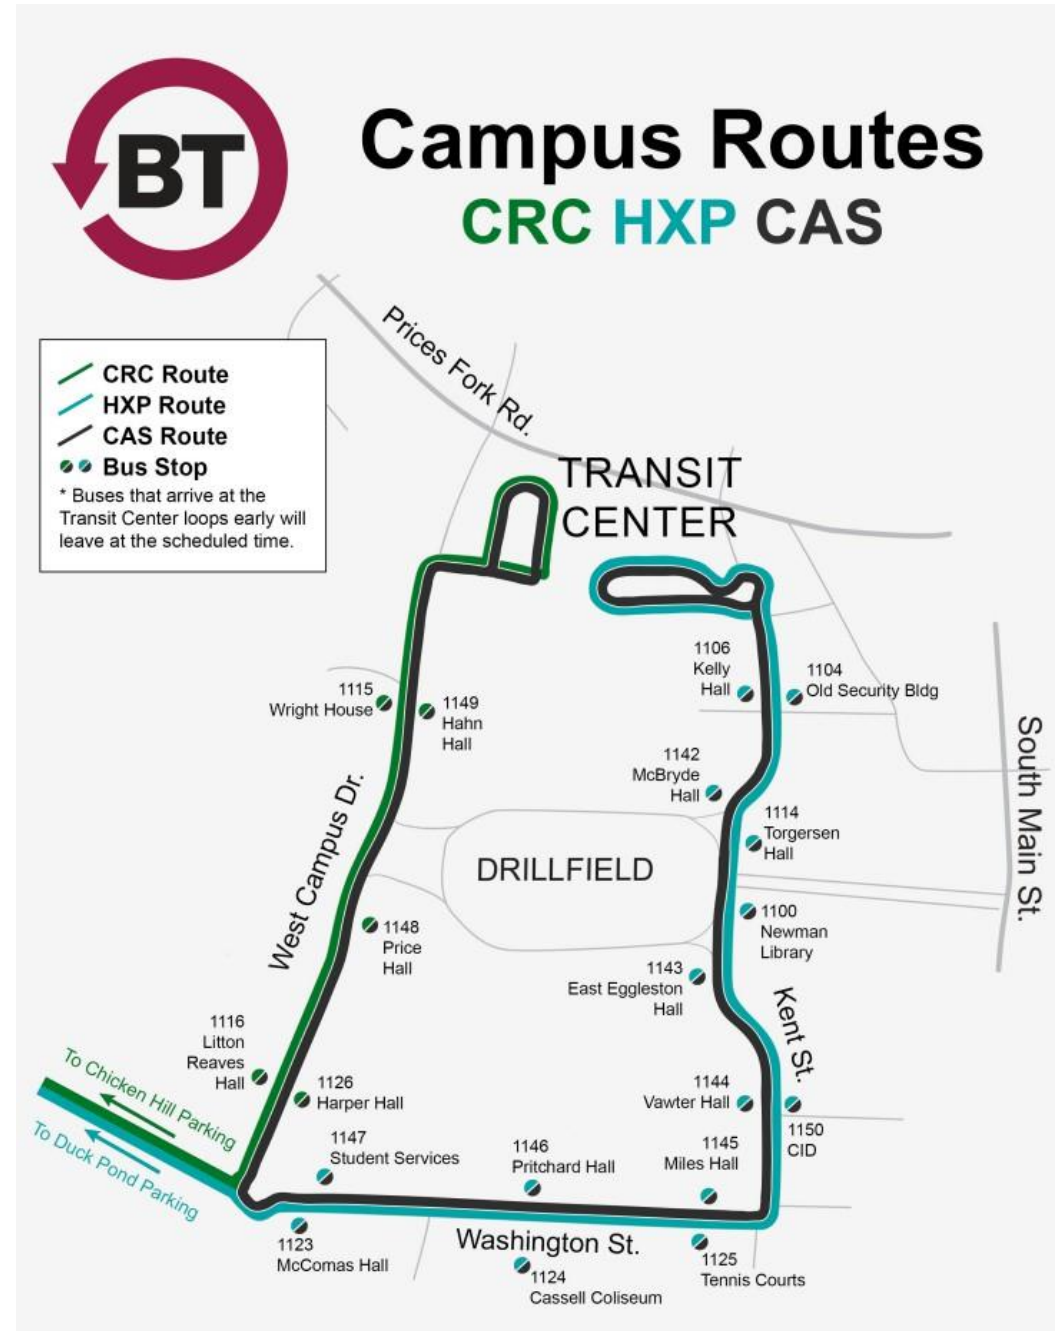 BT
Campus Routes
CRC HXP CAS
Prices Fork Rd.
CRC Route
HXP Route
CAS Route
Bus Stop
* Buses that arrive at the
Transit Center loops early will
leave at the scheduled time.
TRANSIT
CENTER
1106
Kelly
Hall
1104
Old Security Bldg
1115
Wright House
1149
Hahn
Hall
1142
McBryde
Hall
1114
Torgersen
Hall
South Main St.
West Campus Dr.
DRILLFIELD
1148
Price
Hall
1100
Newman
Library
1143
East Eggleston
Hall
Kent St.
1116
Litton
Reaves
Hall
1126
Harper Hall
1144
Vawter Hall
1150
CID
To Chicken Hill Parking
To Duck Pond Parking
1147
Student Services
1146
Pritchard Hall
1145
Miles Hall
1123
McComas Hall
Washington St.
1124
Cassell Coliseum
1125
Tennis Courts